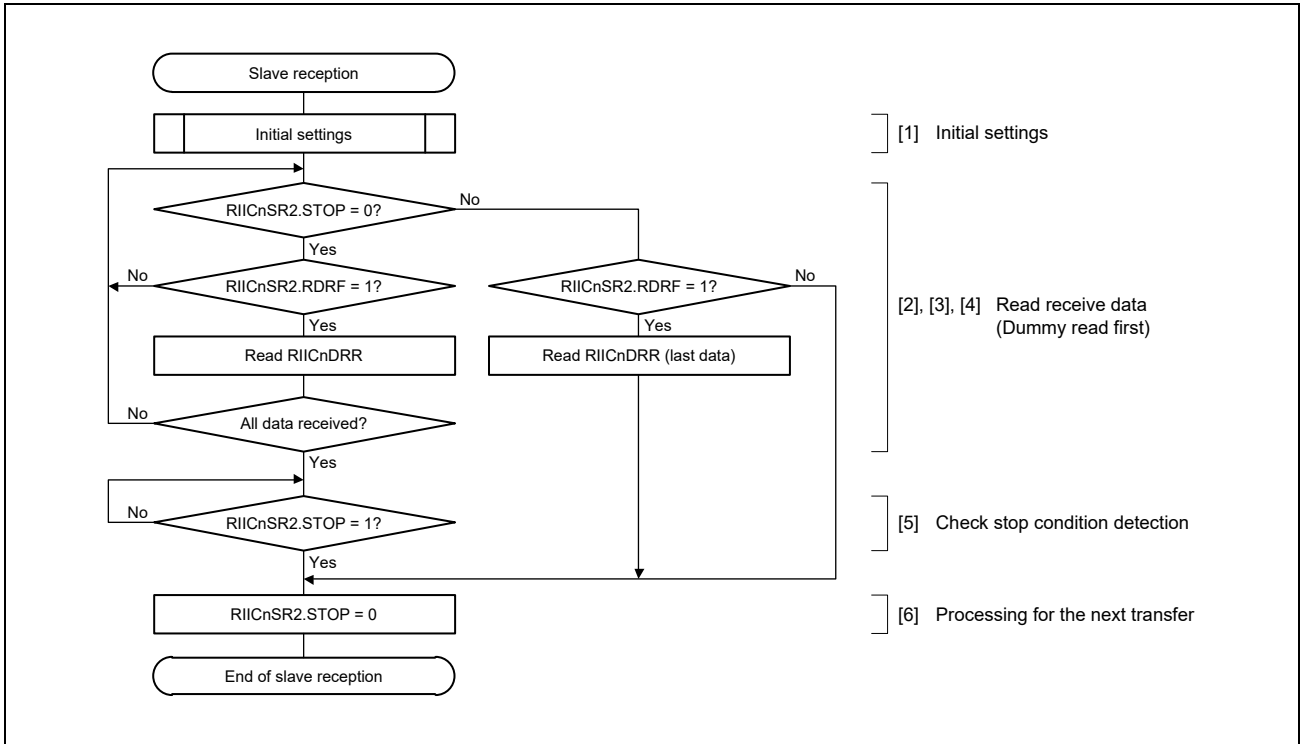 Slave reception
Initial settings
[1] Initial settings
RIICnSR2.STOP = 0?
No
Yes
No
RIICnSR2.RDRF = 1?
RIICnSR2.RDRF = 1?
No
[2], [3], [4] Read receive data
(Dummy read first)
Yes
Yes
Read RIICnDRR
Read RIICnDRR (last data)
No
All data received?
Yes
No
RIICnSR2.STOP = 1?
[5] Check stop condition detection
Yes
RIICnSR2.STOP = 0
[6] Processing for the next transfer
End of slave reception